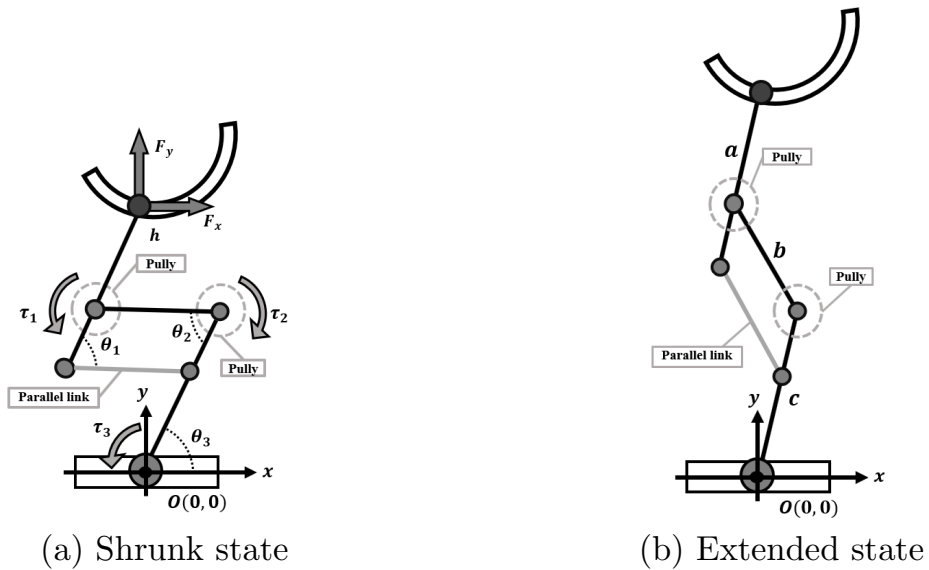 F_y
F_x
h
Pully
τ_1
τ_2
θ_1
θ_2
Pully
Parallel link
y
τ_3
θ_3
x
O(0,0)
(a) Shrunk state
a
Pully
b
Pully
Parallel link
y
c
x
O(0,0)
(b) Extended state